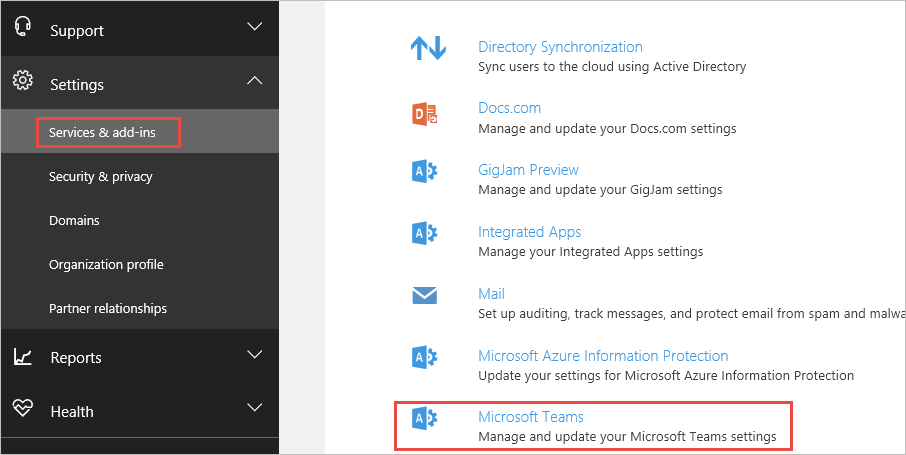 Support
Settings
Services & add-ins
Security & privacy
Domains
Organization profile
Partner relationships
Reports
Health
Directory Synchronization
Sync users to the cloud using Active Directory
Docs.com
Manage and update your Docs.com settings
GigJam Preview
Manage and update your GigJam settings
Integrated Apps
Manage your Integrated Apps settings
Mail
Set up auditing, track messages, and protect email from spam and malwa
Microsoft Azure Information Protection
Update your settings for Microsoft Azure Information Protection
Microsoft Teams
Manage and update your Microsoft Teams settings